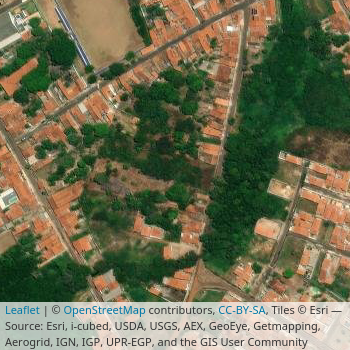 Leaflet | © OpenStreetMap contributors, CC-BY-SA, Tiles © Esri —
Source: Esri, i-cubed, USDA, USGS, AEX, GeoEye, Getmapping,
Aerogrid, IGN, IGP, UPR-EGP, and the GIS User Community